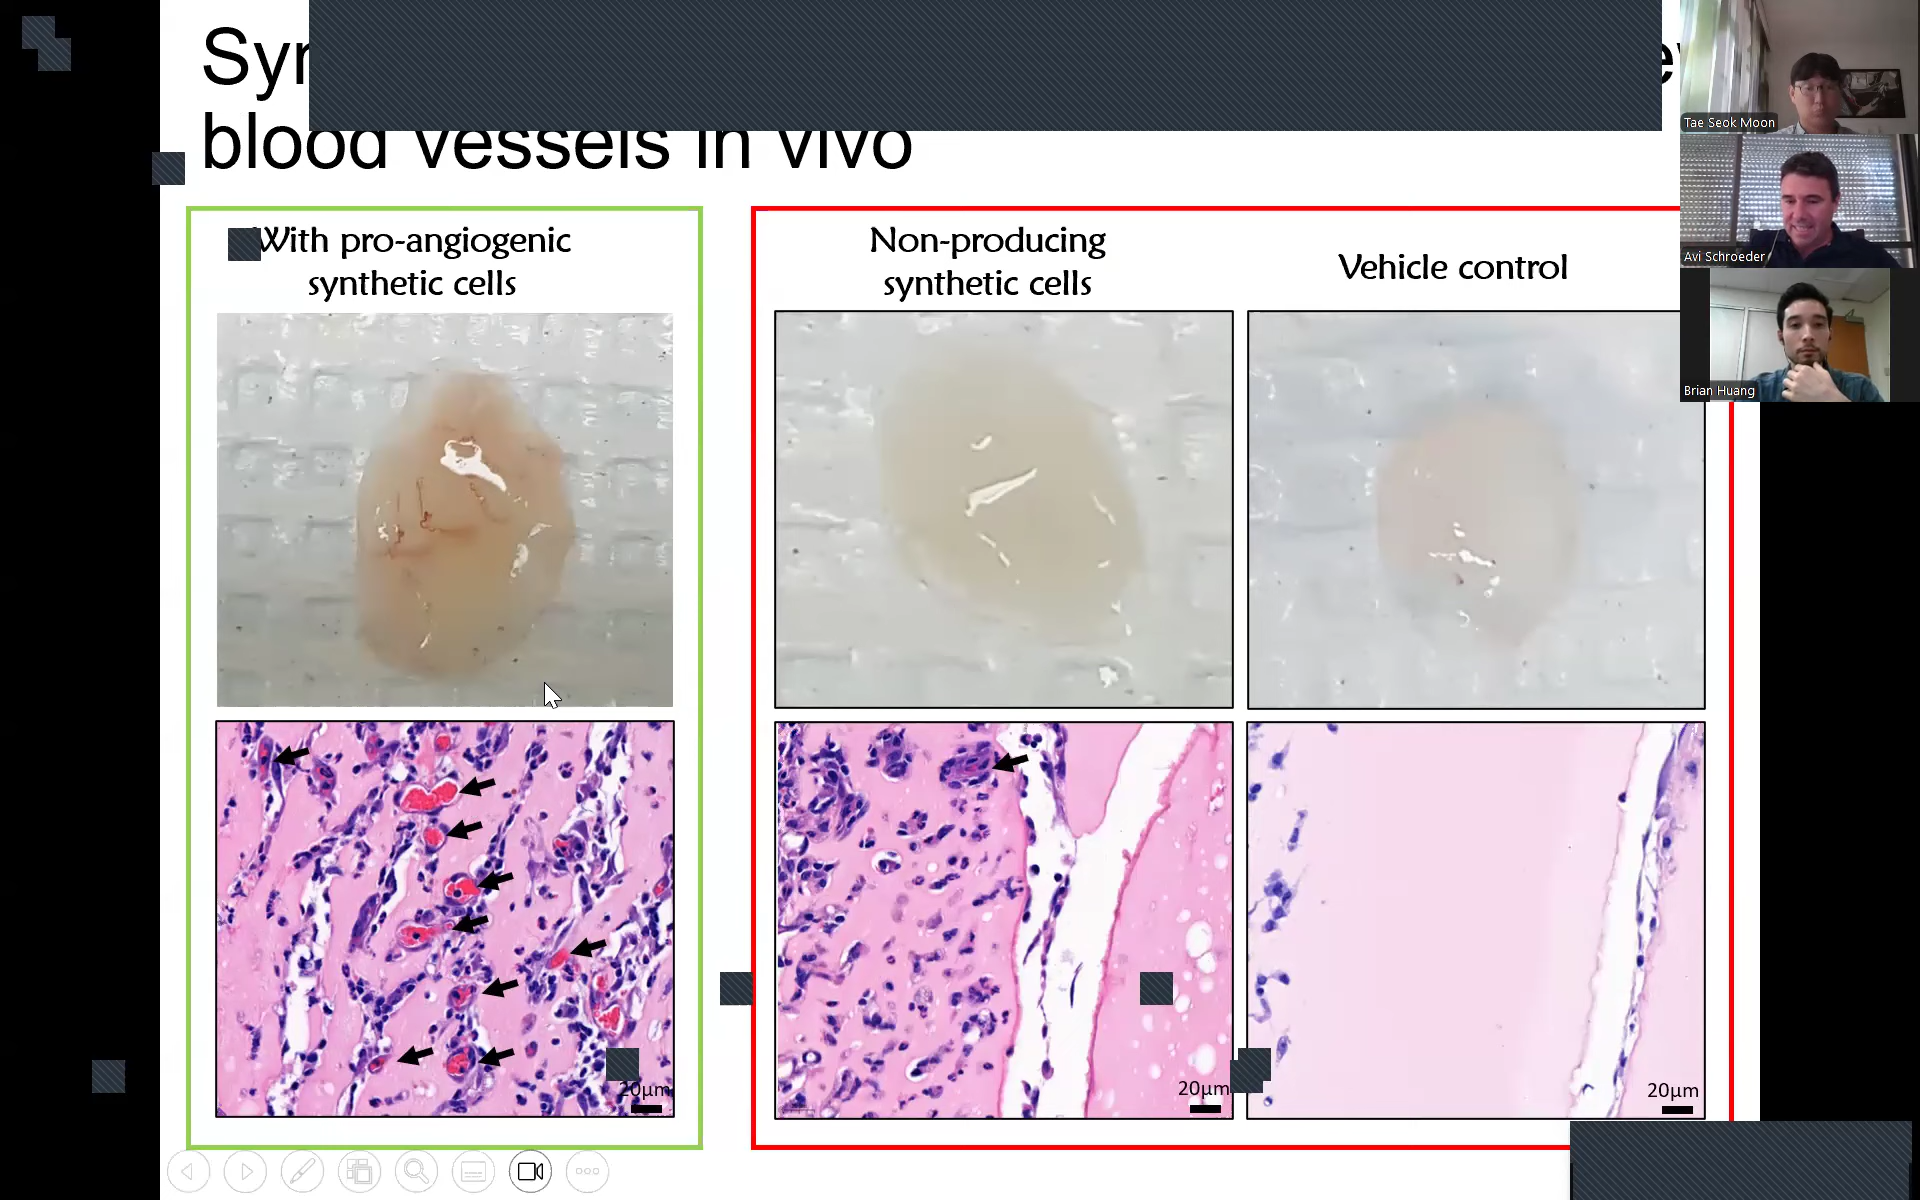 blood vessels in vivo
With pro-angiogenic
synthetic cells
Non-producing
synthetic cells
Vehicle control
Tae Seok Moon
Avi Schroeder
Brian Huang
20µm
20µm
20µm